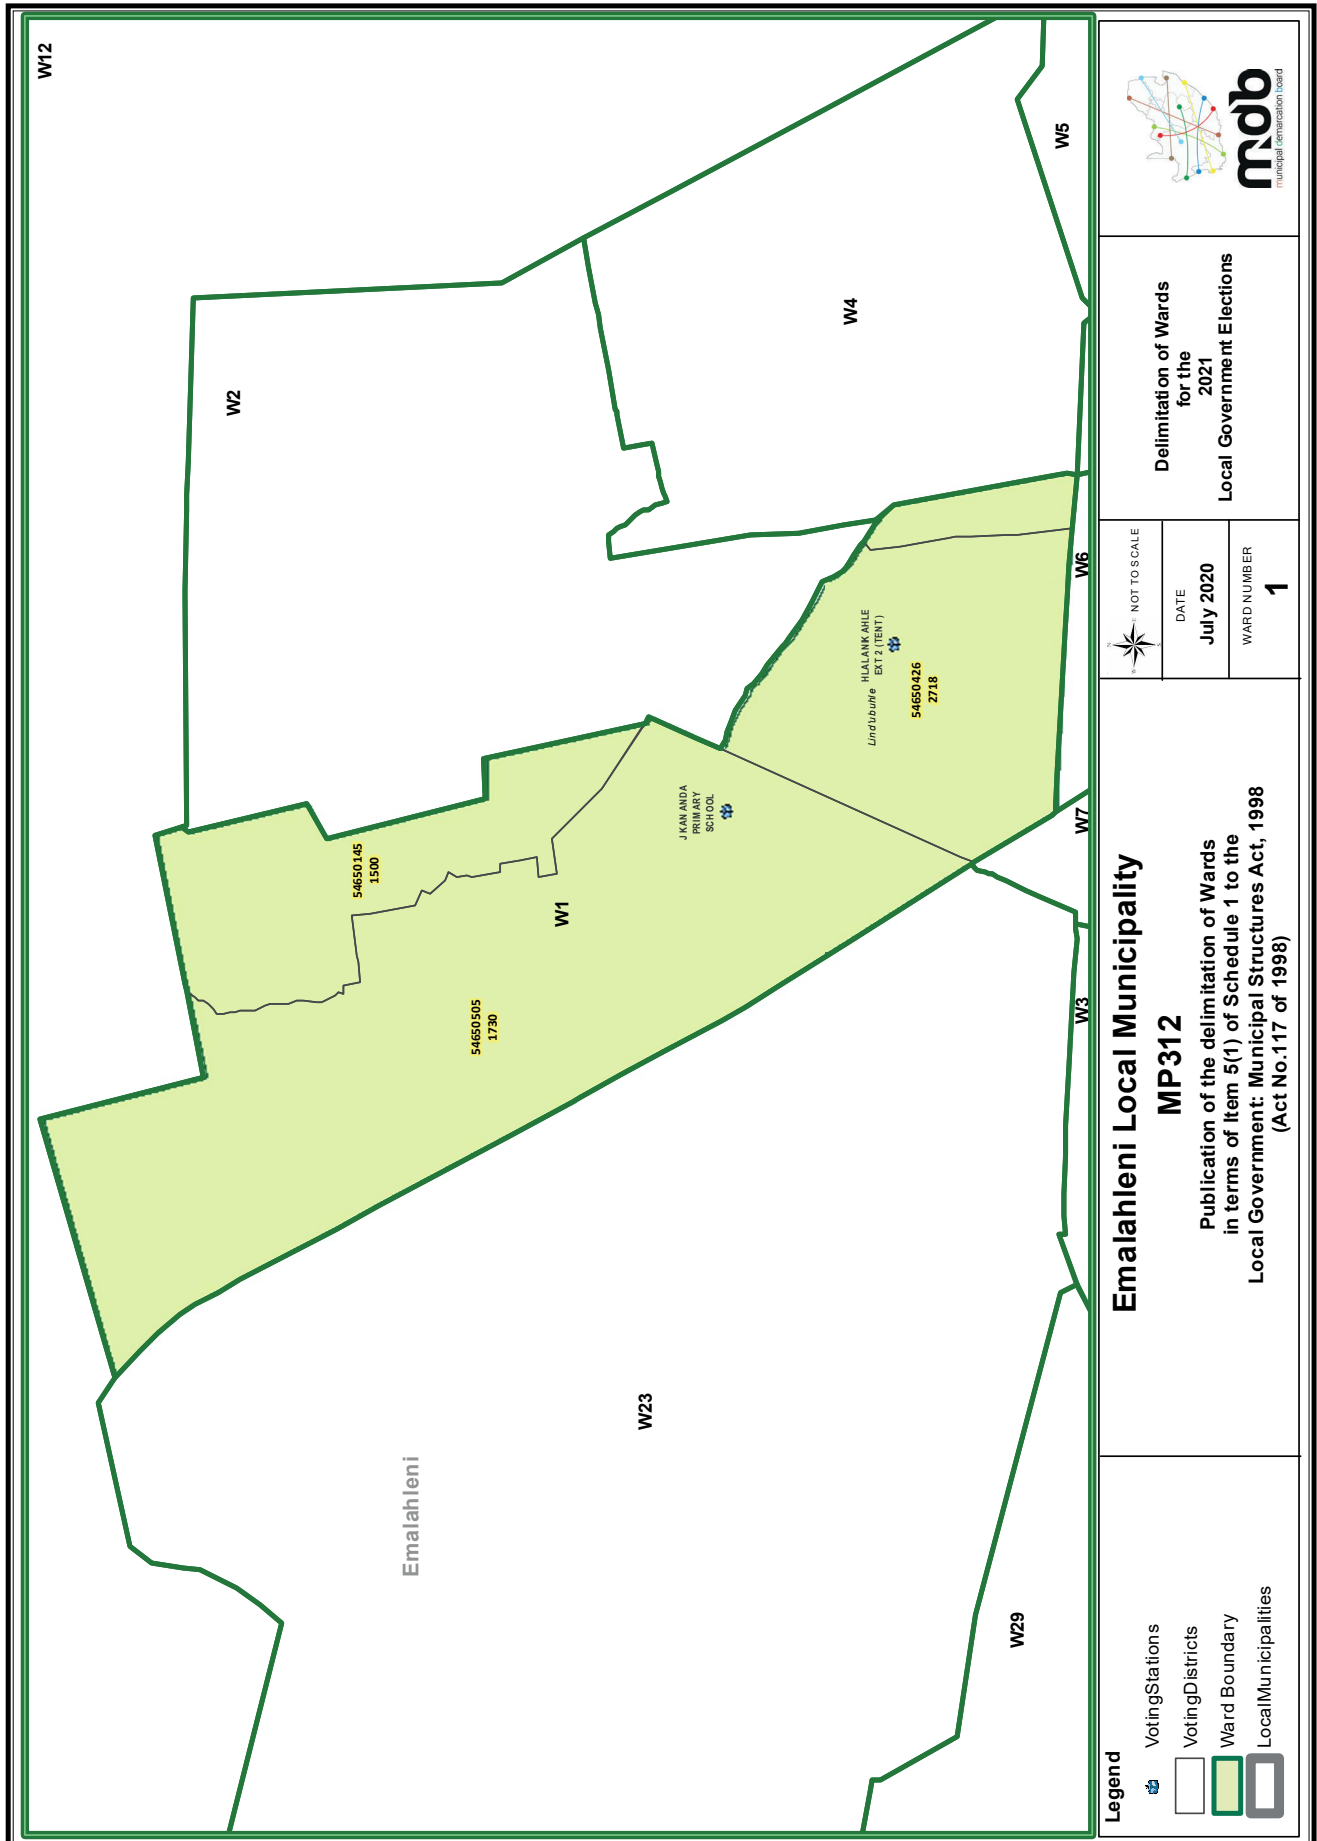 W12
W2
W5
W4
54650145
1500
W1
54650505
1730
J KANANDA
PRIMARY
SCHOOL
Lindubuhle
HLALANKAHLE
EXT 2 (TENT)
54650426
2718
W6
W7
W3
W23
Emalahleni
W29
Legend
VotingStations
VotingDistricts
Ward Boundary
LocalMunicipalities
Emalahleni Local Municipality
MP312
Publication of the delimitation of Wards
in terms of Item 5(1) of Schedule 1 to the
Local Government: Municipal Structures Act, 1998
(Act No.117 of 1998)
N
W E
S
NOT TO SCALE
DATE
July 2020
WARD NUMBER
1
Delimitation of Wards
for the
2021
Local Government Elections
mdb
municipal demarcation board